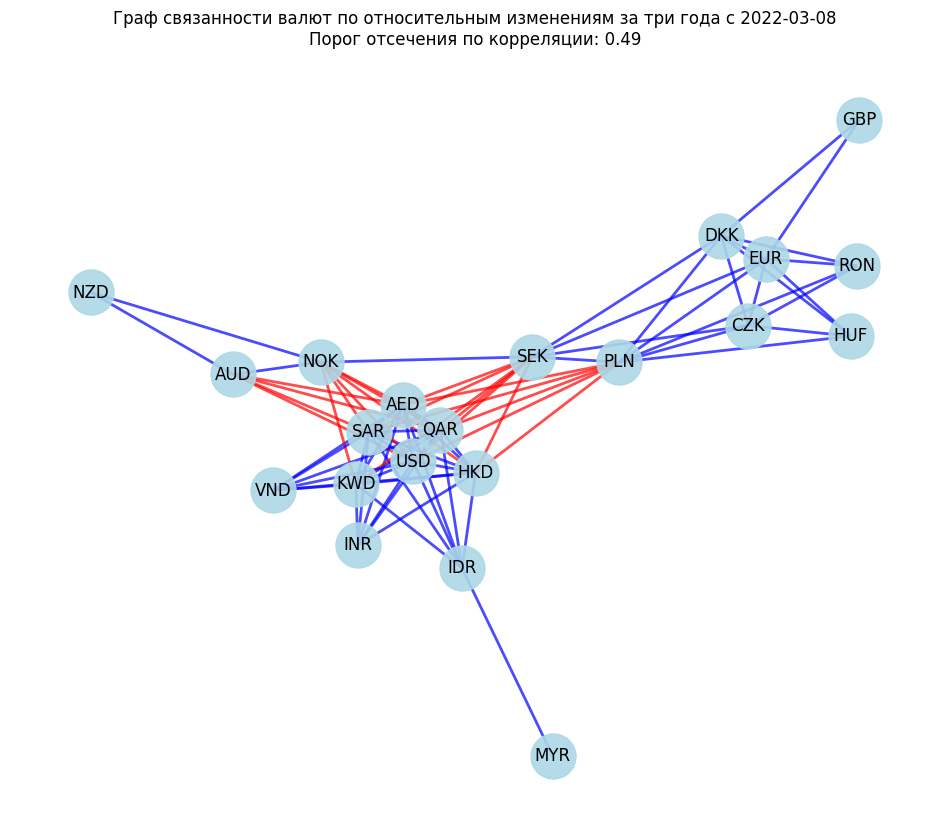 Граф связанности валют по относительным изменениям за три года с 2022-03-08
Порог отсечения по корреляции: 0.49
GBP
DKK
EUR
RON
NZD
CZK
HUF
SEK
NOK
PLN
AUD
AED
SAR
QAR
USD
HKD
KWD
VND
INR
IDR
MYR